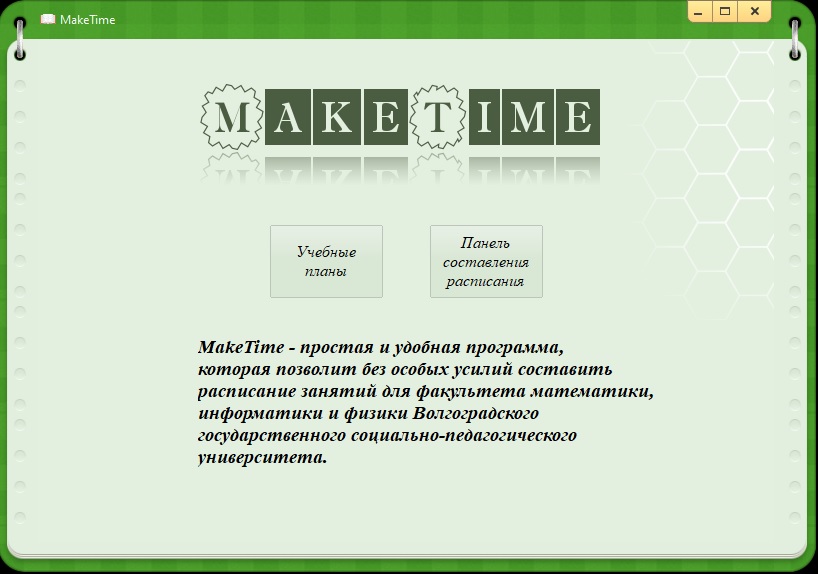 MakeTime
MAKETIME
Учебные
планы
Панель
составления
расписания
MakeTime - простая и удобная программа,
которая позволит без особых усилий составить
расписание занятий для факультета математики,
информатики и физики Волгоградского
государственного социально-педагогического
университета.